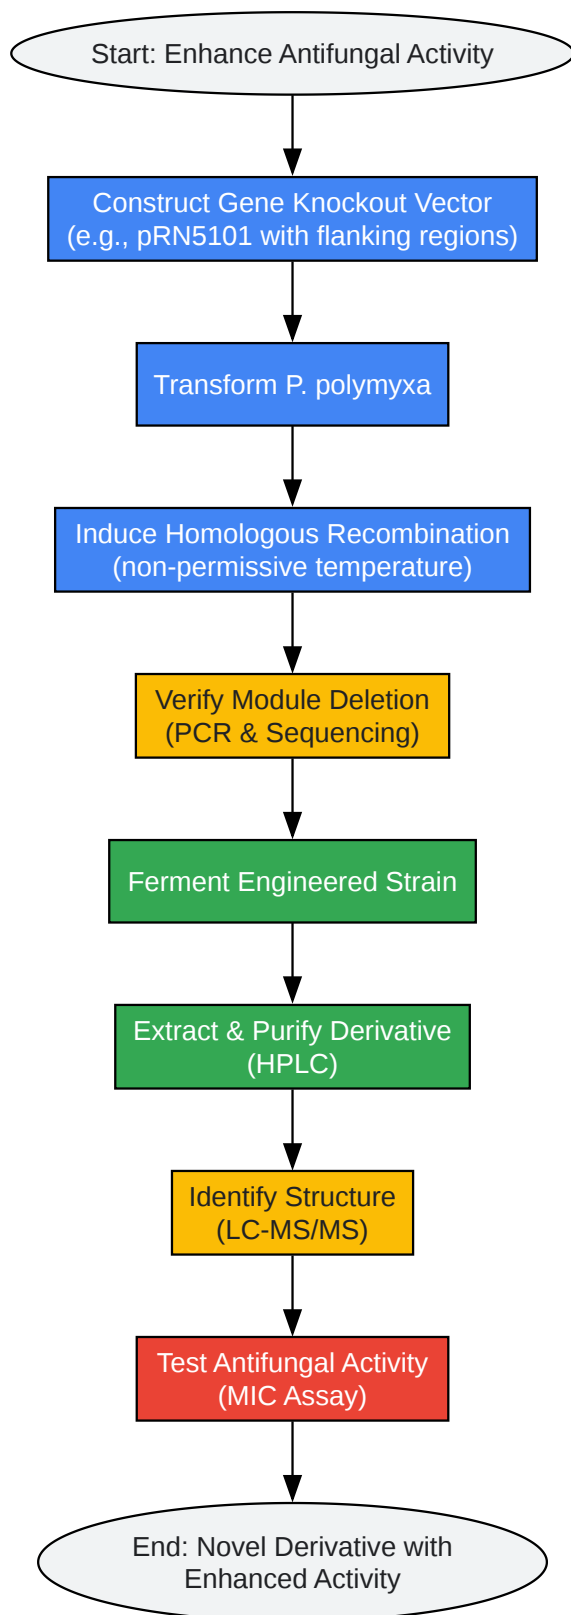 Start: Enhance Antifungal Activity
Construct Gene Knockout Vector
(e.g., pRN5101 with flanking regions)
Transform P. polymyxa
Induce Homologous Recombination
(non-permissive temperature)
Verify Module Deletion
(PCR & Sequencing)
Ferment Engineered Strain
Extract & Purify Derivative
(HPLC)
Identify Structure
(LC-MS/MS)
Test Antifungal Activity
(MIC Assay)
End: Novel Derivative with
Enhanced Activity